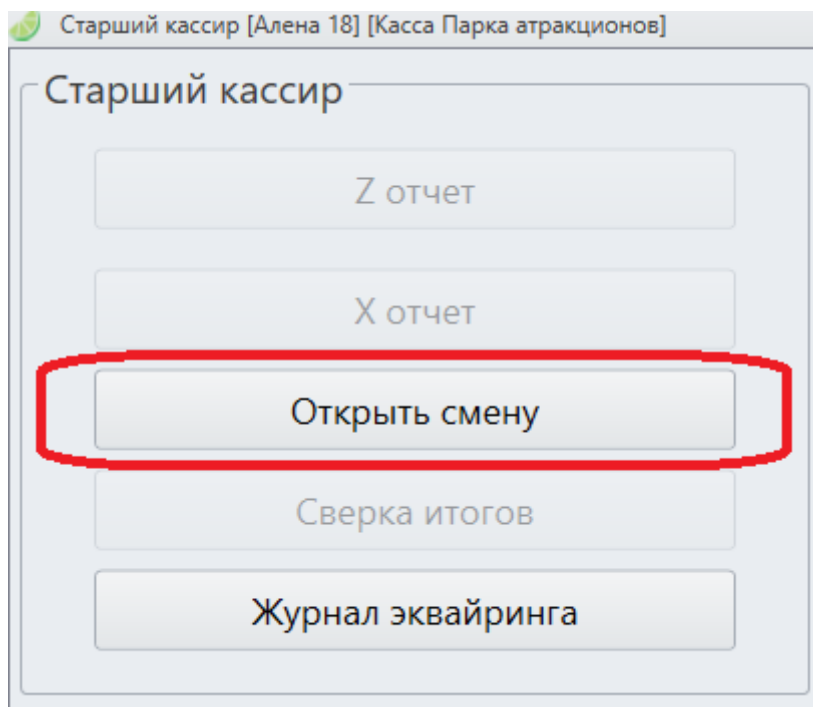 Старший кассир [Алена 18] [Касса Парка атракционов]
Старший кассир
Z отчет
X отчет
Открыть смену
Сверка итогов
Журнал эквайринга